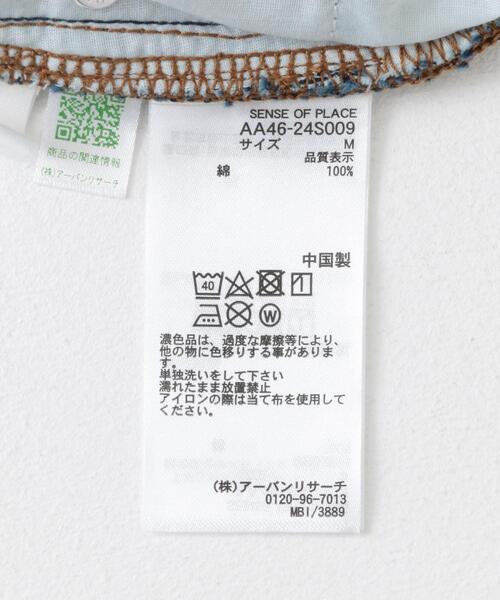 SENSE OF PLACE
AA46-24S009
サイズ M
品質表示
綿 100%
商品の関連情報
(株)アーバンリサーチ
中国製
40
W
濃色品は、過度な摩擦等により、
他の物に色移りする事がありま
す。
単独洗いをして下さい
濡れたまま放置禁止
アイロンの際は当て布を使用して
ください。
(株)アーバンリサーチ
0120-96-7013
MBI/3889